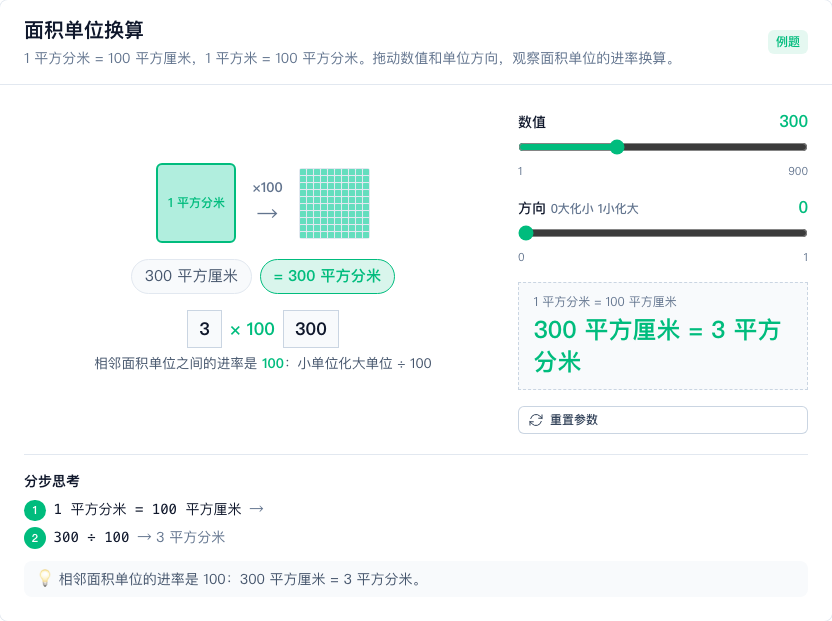 面积单位换算
1 平方分米 = 100 平方厘米，1 平方米 = 100 平方分米。拖动数值和单位方向，观察面积单位的进率换算。
例题
1 平方分米
×100
→
300 平方厘米
= 300 平方分米
3 × 100 300
相邻面积单位之间的进率是 100：小单位化大单位 ÷ 100
数值 300
1 900
方向 0大化小 1小化大 0
0 1
1 平方分米 = 100 平方厘米
300 平方厘米 = 3 平方
分米
重置参数
分步思考
1 1 平方分米 = 100 平方厘米 →
2 300 ÷ 100 → 3 平方分米
💡 相邻面积单位的进率是 100：300 平方厘米 = 3 平方分米。